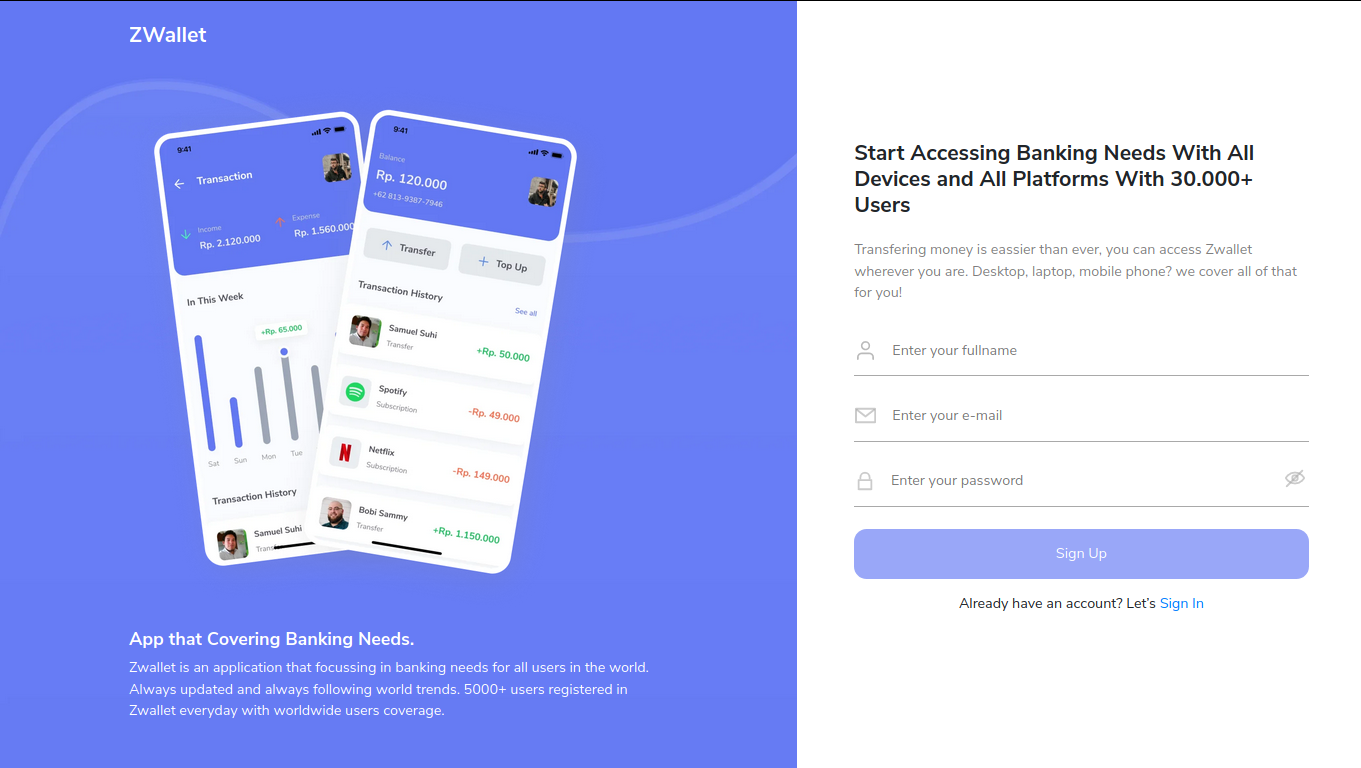 ZWallet
9:41
Transaction
Income
Rp. 2.120.000
Expense
Rp. 1.560.000
In This Week
+Rp. 65.000
Sat
Sun
Mon
Tue
Transaction History
Samuel Suhi
9:41
Balance
Rp. 120.000
+62 813-9387-7946
Transfer
Top Up
Transaction History
See all
Samuel Suhi
Transfer
+Rp. 50.000
Spotify
Subscription
-Rp. 49.000
N
Netflix
Subscription
-Rp. 149.000
Bobi Sammy
Transfer
+Rp. 1.150.000
App that Covering Banking Needs.
Zwallet is an application that focussing in banking needs for all users in the world.
Always updated and always following world trends. 5000+ users registered in
Zwallet everyday with worldwide users coverage.
Start Accessing Banking Needs With All
Devices and All Platforms With 30.000+
Users
Transfering money is eassier than ever, you can access Zwallet
wherever you are. Desktop, laptop, mobile phone? we cover all of that
for you!
Enter your fullname
Enter your e-mail
Enter your password
Sign Up
Already have an account? Let's Sign In